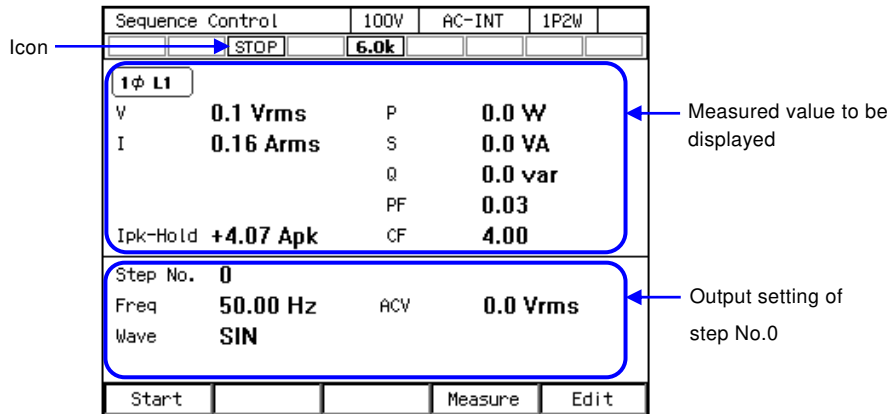 Sequence Control 100V AC-INT 1P2W
Icon STOP 6.0k
1Φ L1
V 0.1 Vrms P 0.0 W Measured value to be
I 0.16 Arms S 0.0 VA displayed
Q 0.0 var
PF 0.03
Ipk-Hold +4.07 Apk CF 4.00
Step No. 0
Freq 50.00 Hz ACV 0.0 Vrms Output setting of
Wave SIN step No.0
Start Measure Edit